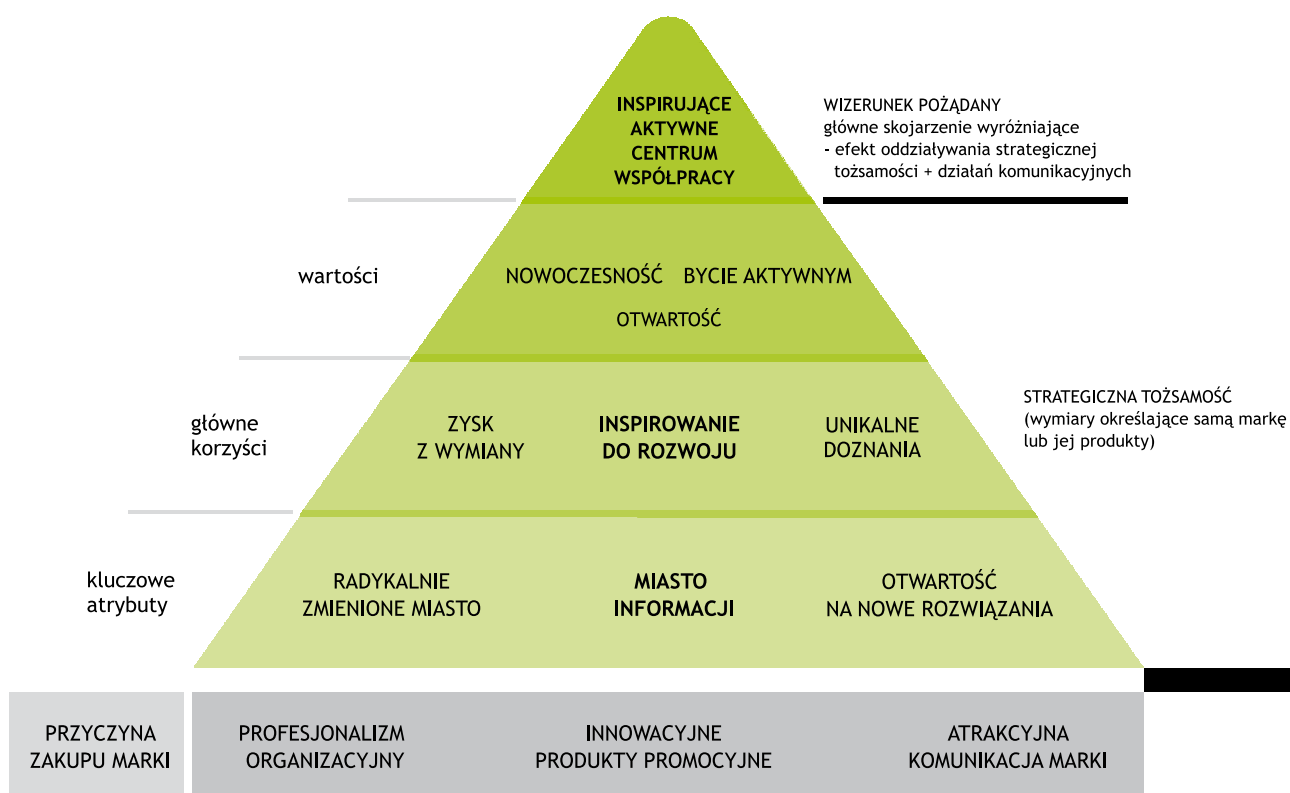 INSPIRUJĄCE
AKTYWNE
CENTRUM
WSPÓŁPRACY
WIZERUNEK POŻĄDANY
główne skojarzenie wyróżniające
- efekt oddziaływania strategicznej
tożsamości + działań komunikacyjnych
wartości
NOWOCZESNOŚĆ BYCIE AKTYWNYM
OTWARTOŚĆ
główne
korzyści
ZYSK
Z WYMIANY
INSPIROWANIE
DO ROZWOJU
UNIKALNE
DOZNANIA
STRATEGICZNA TOŻSAMOŚĆ
(wymiary określające samą markę
lub jej produkty)
kluczowe
atrybuty
RADYKALNIE
ZMIENIONE MIASTO
MIASTO
INFORMACJI
OTWARTOŚĆ
NA NOWE ROZWIĄZANIA
PRZYCZYNA
ZAKUPU MARKI
PROFESJONALIZM
ORGANIZACYJNY
INNOWACYJNE
PRODUKTY PROMOCYJNE
ATRAKCYJNA
KOMUNIKACJA MARKI